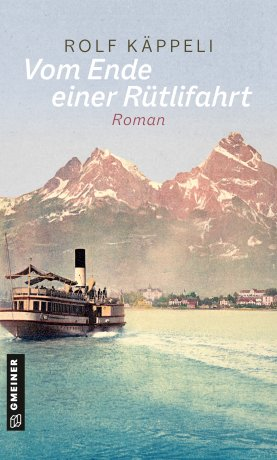 ROLF KÄPPELI
Vom Ende
einer Rütlifahrt
Roman
GMEINER